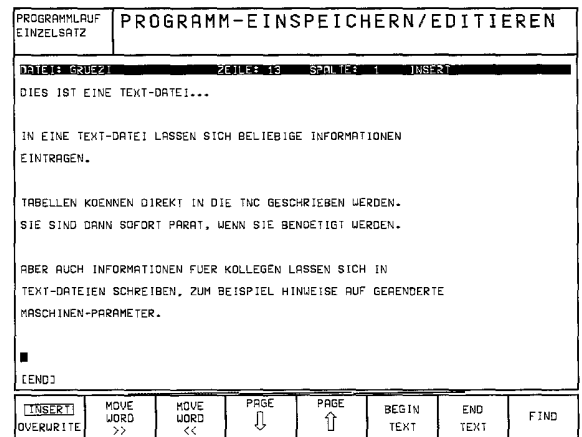 PROGRAMMLAUF
EINZELSATZ
PROGRAMM-EINSPEICHERN/EDITIEREN
DATEI: GRUEZI ZEILE: 13 SPALTE: 1 INSERT
DIES IST EINE TEXT-DATEI...
IN EINE TEXT-DATEI LASSEN SICH BELIEBIGE INFORMATIONEN
EINTRAGEN.
TABELLEN KOENNEN DIREKT IN DIE TNC GESCHRIEBEN WERDEN.
SIE SIND DANN SOFORT PARAT, WENN SIE BENOETIGT WERDEN.
ABER AUCH INFORMATIONEN FUER KOLLEGEN LASSEN SICH IN
TEXT-DATEIEN SCHREIBEN, ZUM BEISPIEL HINWEISE AUF GEAENDERTE
MASCHINEN-PARAMETER.
[END]
INSERT
OVERWRITE
MOVE
WORD
>>
MOVE
WORD
<<
PAGE
⇩
PAGE
⇧
BEGIN
TEXT
END
TEXT
FIND